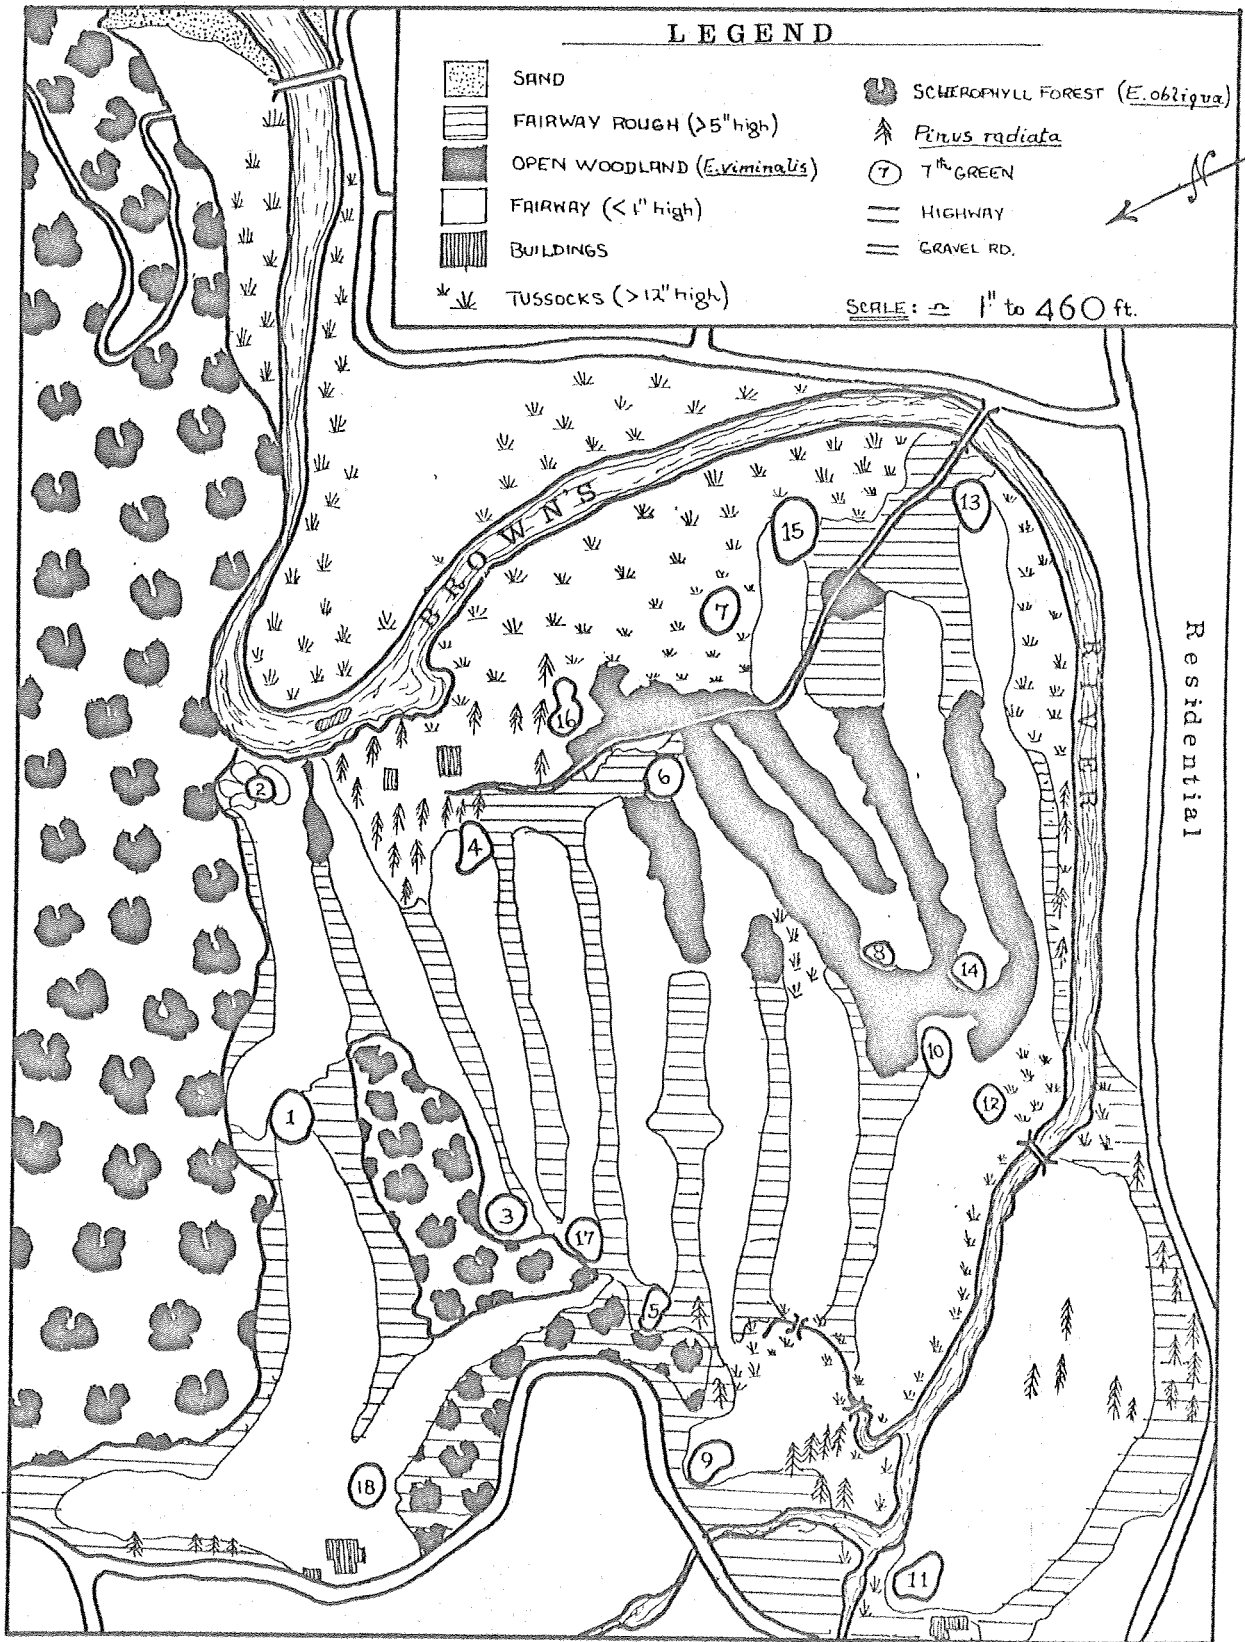 LEGEND
SAND
FAIRWAY ROUGH (>5" high)
OPEN WOODLAND (E.viminalis)
FAIRWAY (<1" high)
BUILDINGS
TUSSOCKS (>12" high)
SCHEROPHYLL FOREST (E.obliqua)
Pinus radiata
7 7th GREEN
HIGHWAY
GRAVEL RD.
SCALE: ≏ 1" to 460 ft.
N
BROWN'S
RIVER
Residential
13
15
7
16
2
6
4
8
14
10
1
12
3
17
5
9
18
11